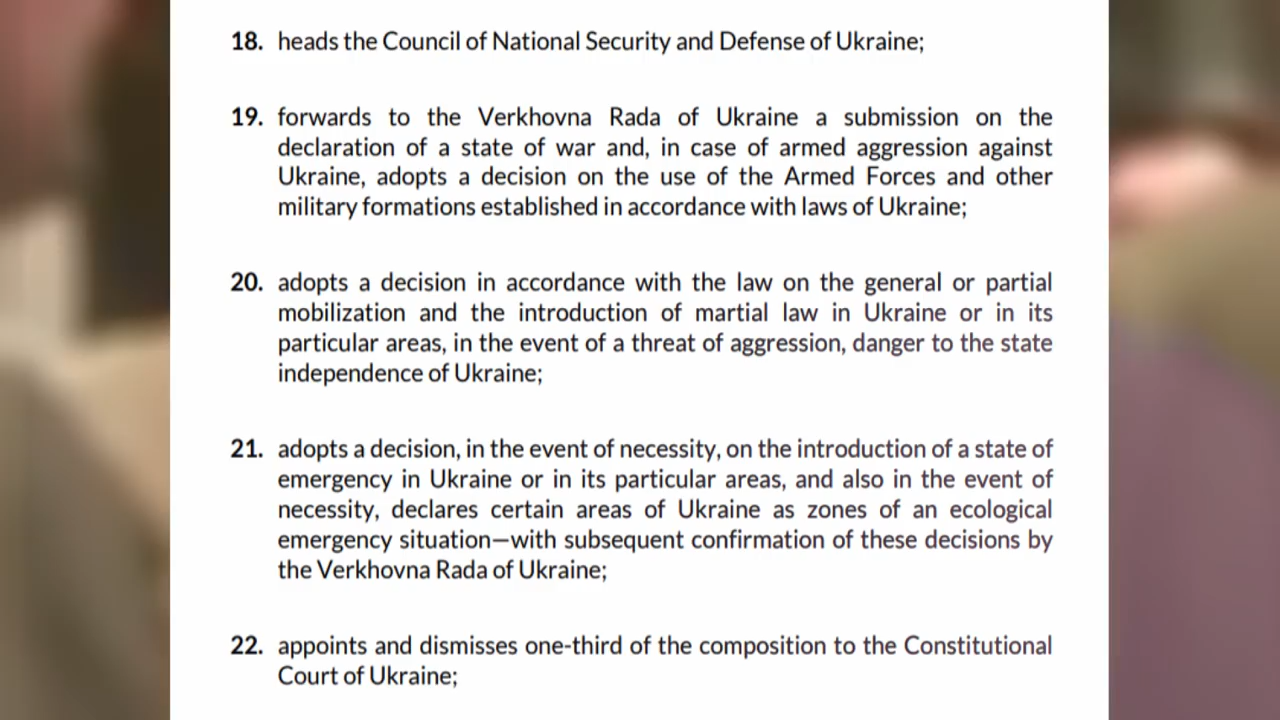 18. heads the Council of National Security and Defense of Ukraine;
19. forwards to the Verkhovna Rada of Ukraine a submission on the
declaration of a state of war and, in case of armed aggression against
Ukraine, adopts a decision on the use of the Armed Forces and other
military formations established in accordance with laws of Ukraine;
20. adopts a decision in accordance with the law on the general or partial
mobilization and the introduction of martial law in Ukraine or in its
particular areas, in the event of a threat of aggression, danger to the state
independence of Ukraine;
21. adopts a decision, in the event of necessity, on the introduction of a state of
emergency in Ukraine or in its particular areas, and also in the event of
necessity, declares certain areas of Ukraine as zones of an ecological
emergency situation—with subsequent confirmation of these decisions by
the Verkhovna Rada of Ukraine;
22. appoints and dismisses one-third of the composition to the Constitutional
Court of Ukraine;